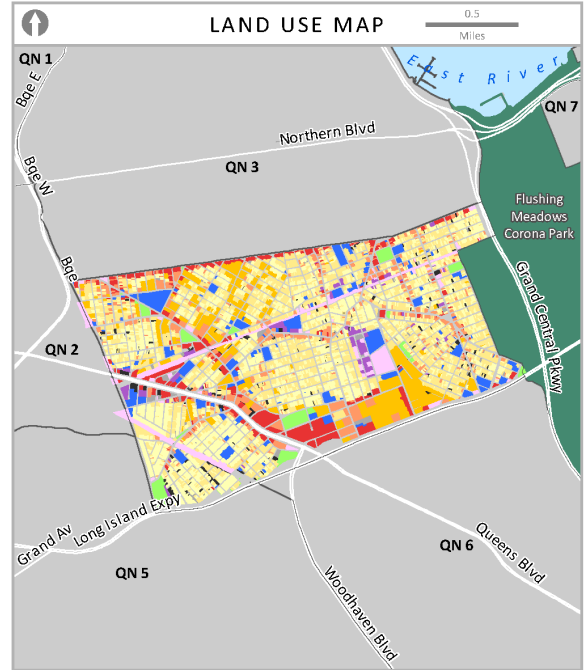 LAND USE MAP
0.5
Miles
QN 1
East River
Bqe E
QN 7
Northern Blvd
QN 3
Bqe W
Flushing
Meadows
Corona Park
Bqe
Grand Central Pkwy
QN 2
Long Island Expy
Grand Av
Queens Blvd
QN 6
QN 5
Woodhaven Blvd